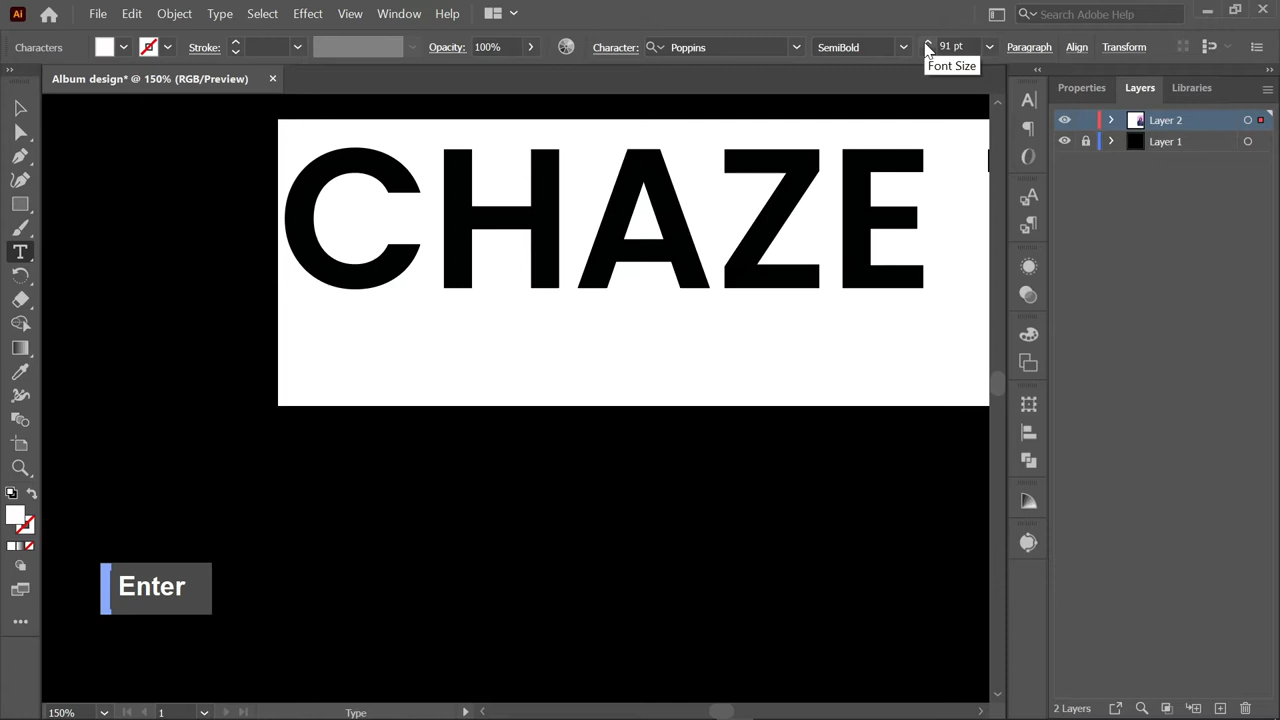 Ai File Edit Object Type Select Effect View Window Help Search Adobe Help
Characters Stroke: Opacity: 100% Character: Poppins SemiBold 91 pt Paragraph Align Transform
Font Size
Album design* @ 150% (RGB/Preview)
Properties Layers Libraries
Layer 2
Layer 1
CHAZE
Enter
150% 1 Type 2 Layers